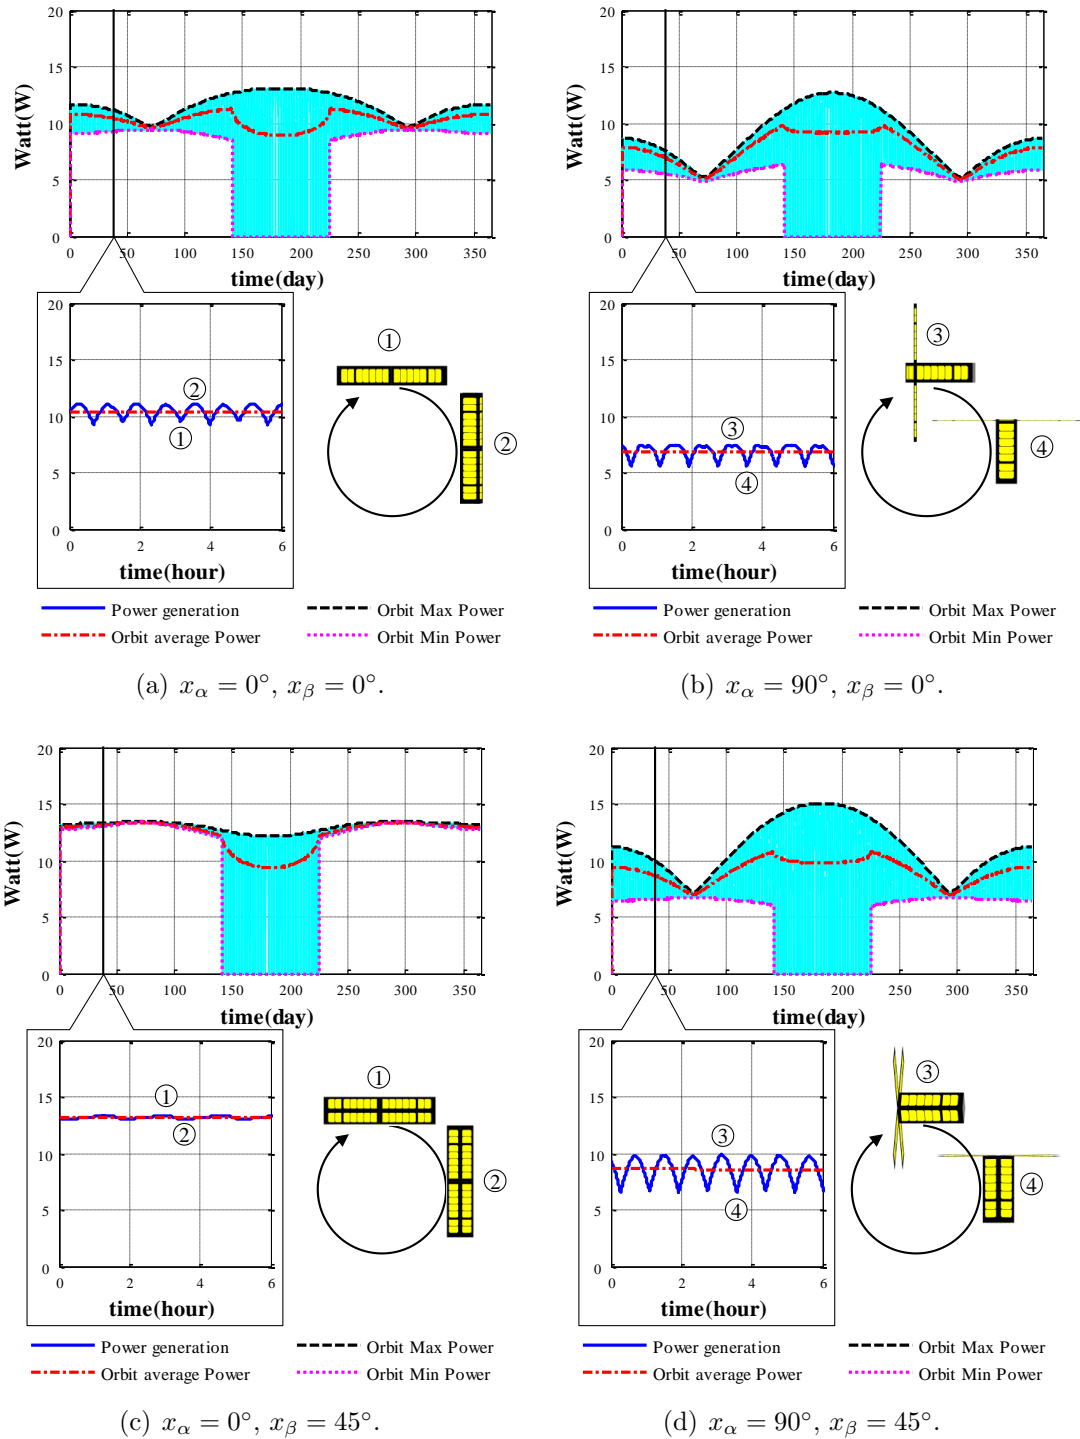 20
15
10
5
0
Watt(W)
0 50 100 150 200 250 300 350
time(day)
20
15
10
5
0
② 
①
0 2 4 6
time(hour)
①
②
Power generation
Orbit Max Power
Orbit average Power
Orbit Min Power
(a) xα = 0°, xβ = 0°.
20
15
10
5
0
Watt(W)
0 50 100 150 200 250 300 350
time(day)
20
15
10
5
0
③
④
0 2 4 6
time(hour)
③
④
Power generation
Orbit Max Power
Orbit average Power
Orbit Min Power
(b) xα = 90°, xβ = 0°.
20
15
10
5
0
Watt(W)
0 50 100 150 200 250 300 350
time(day)
20
15
10
5
0
①
②
0 2 4 6
time(hour)
①
②
Power generation
Orbit Max Power
Orbit average Power
Orbit Min Power
(c) xα = 0°, xβ = 45°.
20
15
10
5
0
Watt(W)
0 50 100 150 200 250 300 350
time(day)
20
15
10
5
0
③
④
0 2 4 6
time(hour)
③
④
Power generation
Orbit Max Power
Orbit average Power
Orbit Min Power
(d) xα = 90°, xβ = 45°.